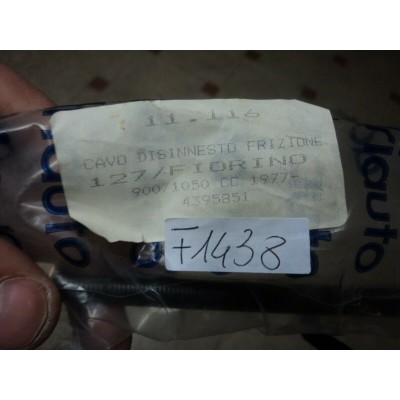 11.116
CAVO DISINNESTO FRIZIONE
127/FIORINO
900/1050 CC 1977-
4395851
F1438